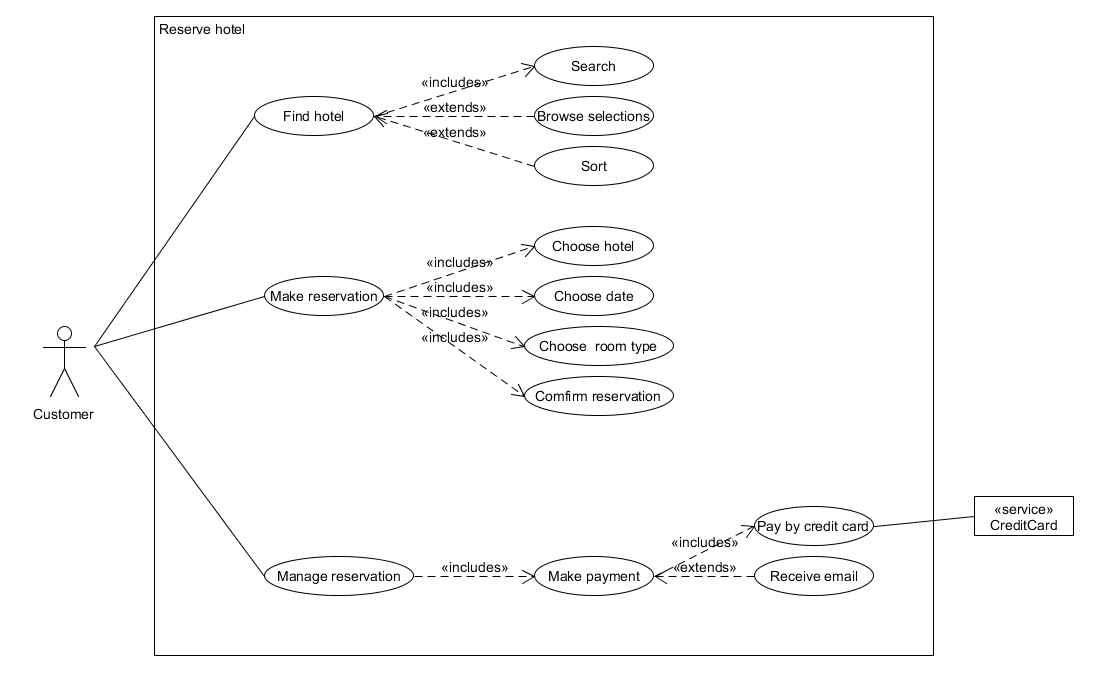 Reserve hotel
Search
«includes»
«extends»
Find hotel
Browse selections
«extends»
Sort
Choose hotel
«includes»
«includes»
Make reservation
Choose date
«includes»
«includes»
Choose  room type
Comfirm reservation
Customer
«service»
CreditCard
Pay by credit card
«includes»
«includes»
«extends»
Manage reservation
Make payment
Receive email